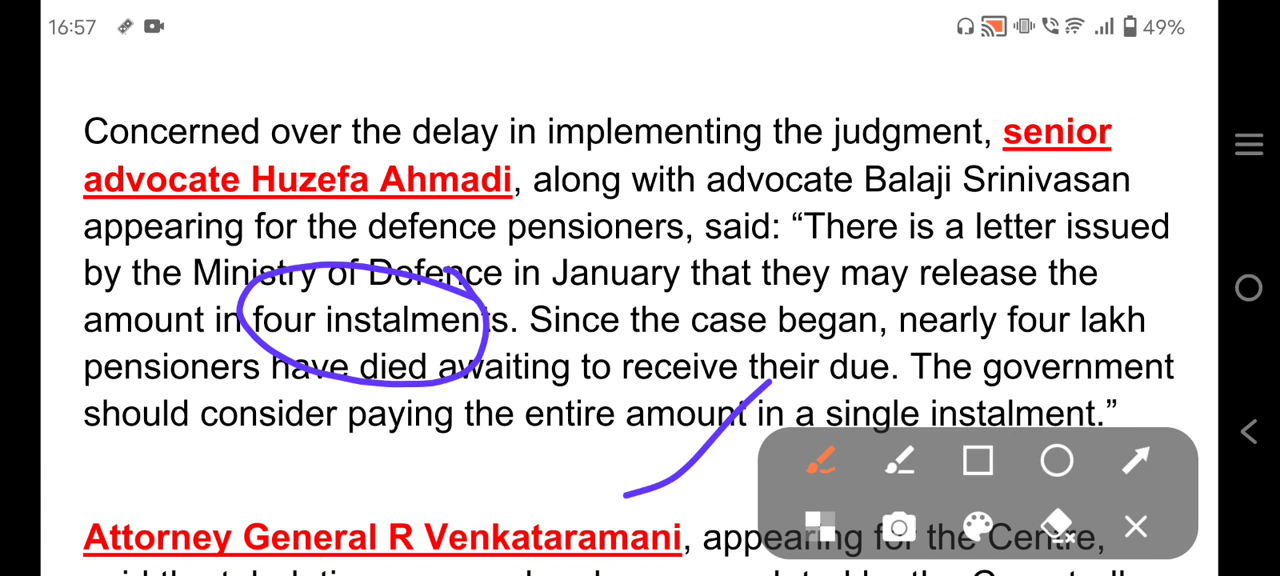 16:57
49%
Concerned over the delay in implementing the judgment, senior
advocate Huzefa Ahmadi, along with advocate Balaji Srinivasan
appearing for the defence pensioners, said: “There is a letter issued
by the Ministry of Defence in January that they may release the
amount in four instalments. Since the case began, nearly four lakh
pensioners have died awaiting to receive their due. The government
should consider paying the entire amount in a single instalment.”
Attorney General R Venkataramani, appearing for the Centre,